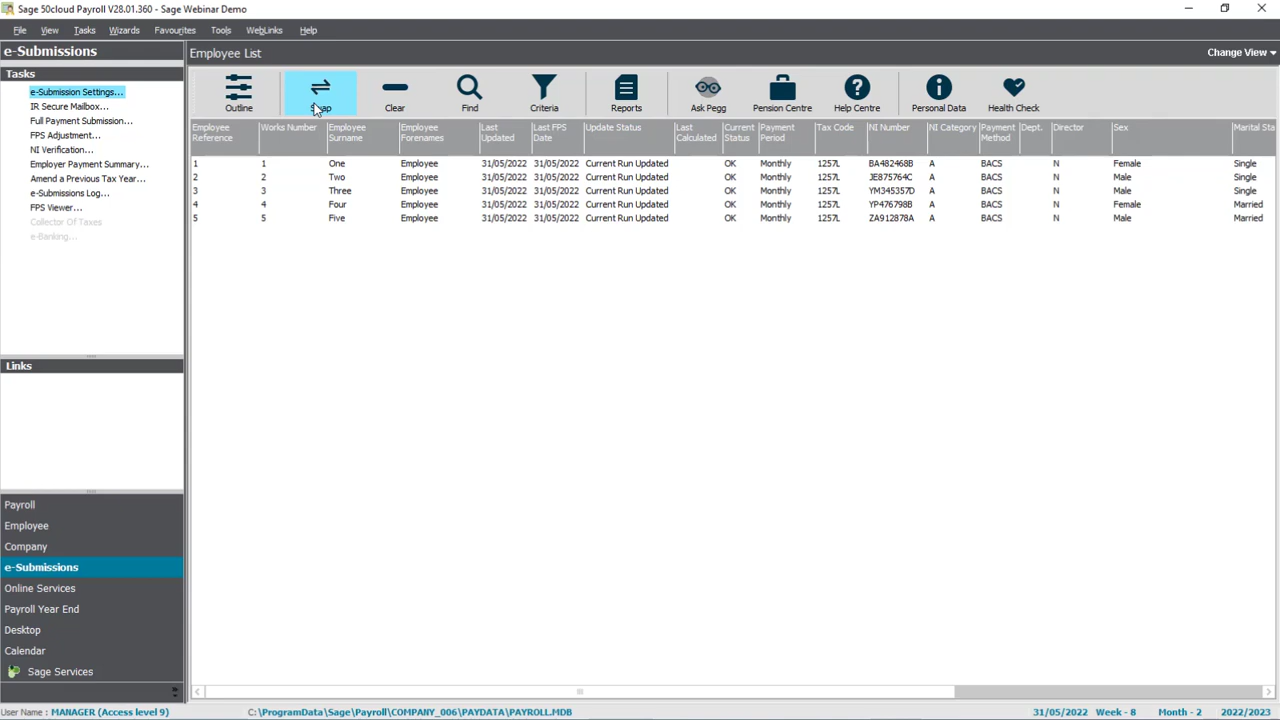 Sage 50cloud Payroll V28.01.360 - Sage Webinar Demo
File View Tasks Wizards Favourites Tools WebLinks Help
e-Submissions
Employee List
Change View
Tasks
e-Submission Settings...
IR Secure Mailbox...
Full Payment Submission...
FPS Adjustment...
NI Verification...
Employer Payment Summary...
Amend a Previous Tax Year...
e-Submissions Log...
FPS Viewer...
Collector Of Taxes
e-Banking...
Links
Payroll
Employee
Company
e-Submissions
Online Services
Payroll Year End
Desktop
Calendar
Sage Services
Outline Clear Find Criteria Reports Ask Pegg Pension Centre Help Centre Personal Data Health Check
Employee Reference Works Number Employee Surname Employee Forenames Last Updated Last FPS Date Update Status Last Calculated Current Status Payment Period Tax Code NI Number NI Category Payment Method Dept. Director Sex Marital Sta
1 1 One Employee 31/05/2022 31/05/2022 Current Run Updated OK Monthly 1257L BA482468B A BACS N Female Single
2 2 Two Employee 31/05/2022 31/05/2022 Current Run Updated OK Monthly 1257L JE875764C A BACS N Male Single
3 3 Three Employee 31/05/2022 31/05/2022 Current Run Updated OK Monthly 1257L YM345357D A BACS N Male Single
4 4 Four Employee 31/05/2022 31/05/2022 Current Run Updated OK Monthly 1257L YP476798B A BACS N Female Married
5 5 Five Employee 31/05/2022 31/05/2022 Current Run Updated OK Monthly 1257L ZA912878A A BACS N Male Married
User Name : MANAGER (Access level 9) C:\ProgramData\Sage\Payroll\COMPANY_006\PAYDATA\PAYROLL.MDB 31/05/2022 Week - 8 Month - 2 2022/2023